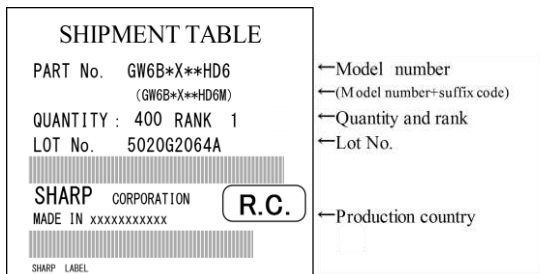 SHIPMENT TABLE
PART No. GW6B*X**HD6 ←Model number
(GW6B*X**HD6M) ←(Model number+suffix code)
QUANTITY : 400 RANK 1 ←Quantity and rank
LOT No. 5020G2064A ←Lot No.
SHARP CORPORATION R.C.
MADE IN xxxxxxxxxxx ←Production country
SHARP LABEL